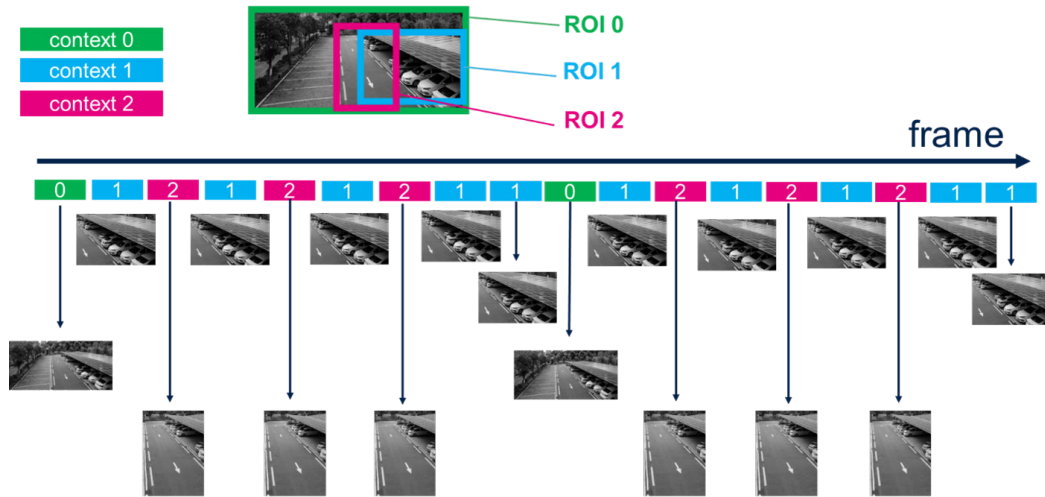 context 0
context 1
context 2
ROI 0
ROI 1
ROI 2
frame
0 1 2 1 2 1 2 1 1 0 1 2 1 2 1 2 1 1